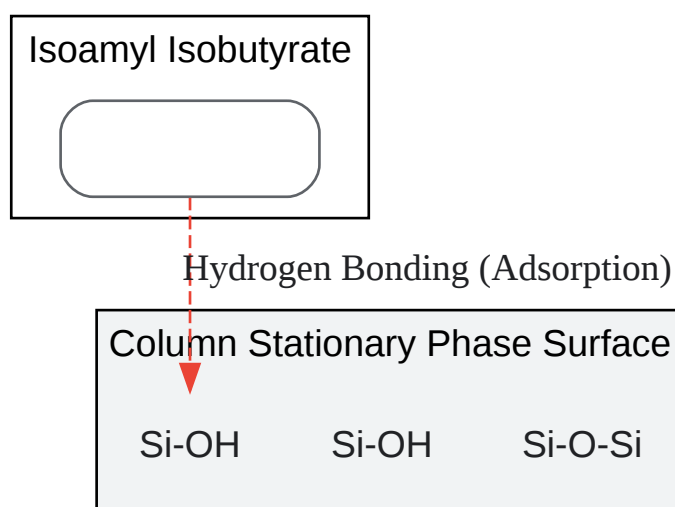 Isoamyl Isobutyrate
Hydrogen Bonding (Adsorption)
Column Stationary Phase Surface
Si-OH Si-OH Si-O-Si